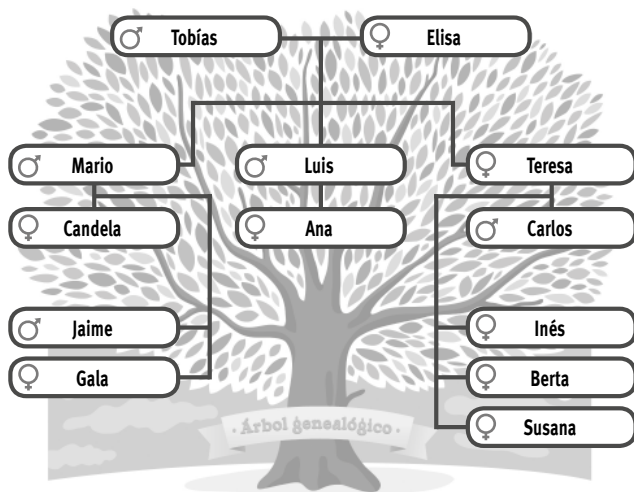 Tobías
Elisa
Mario
Luis
Teresa
Candela
Ana
Carlos
Jaime
Inés
Gala
Berta
Susana
· Árbol genealógico ·